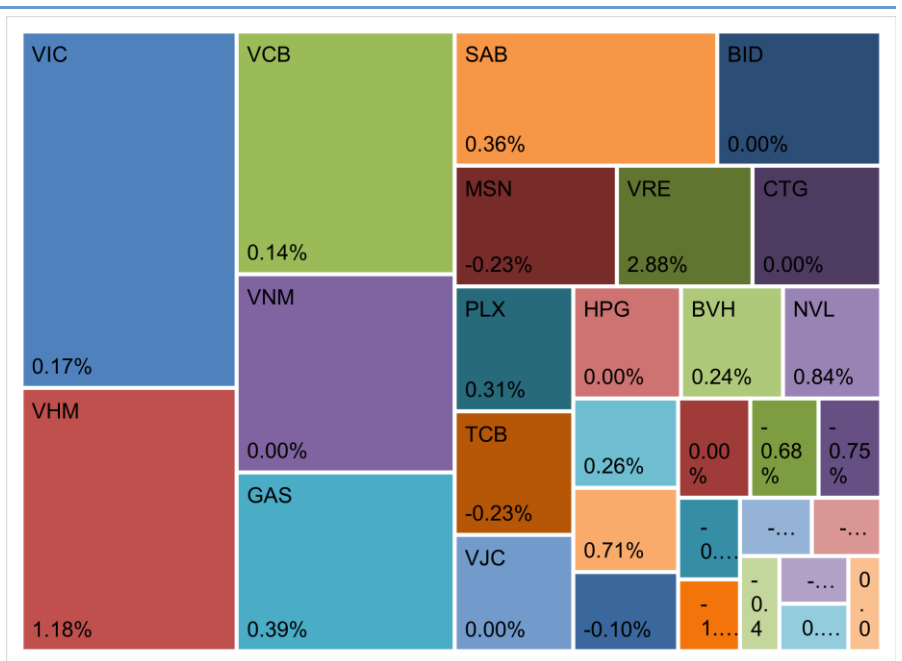 VIC
0.17%
VHM
1.18%
VCB
0.14%
VNM
0.00%
GAS
0.39%
SAB
0.36%
BID
0.00%
MSN
-0.23%
VRE
2.88%
CTG
0.00%
PLX
0.31%
HPG
0.00%
BVH
0.24%
NVL
0.84%
TCB
-0.23%
VJC
0.00%
0.26%
0.71%
-0.10%
0.00
%
-
0.68
%
-
0.75
%
-
0.…
-
1.…
-…
-…
-
0.
4
-…
0.…
0
.
0